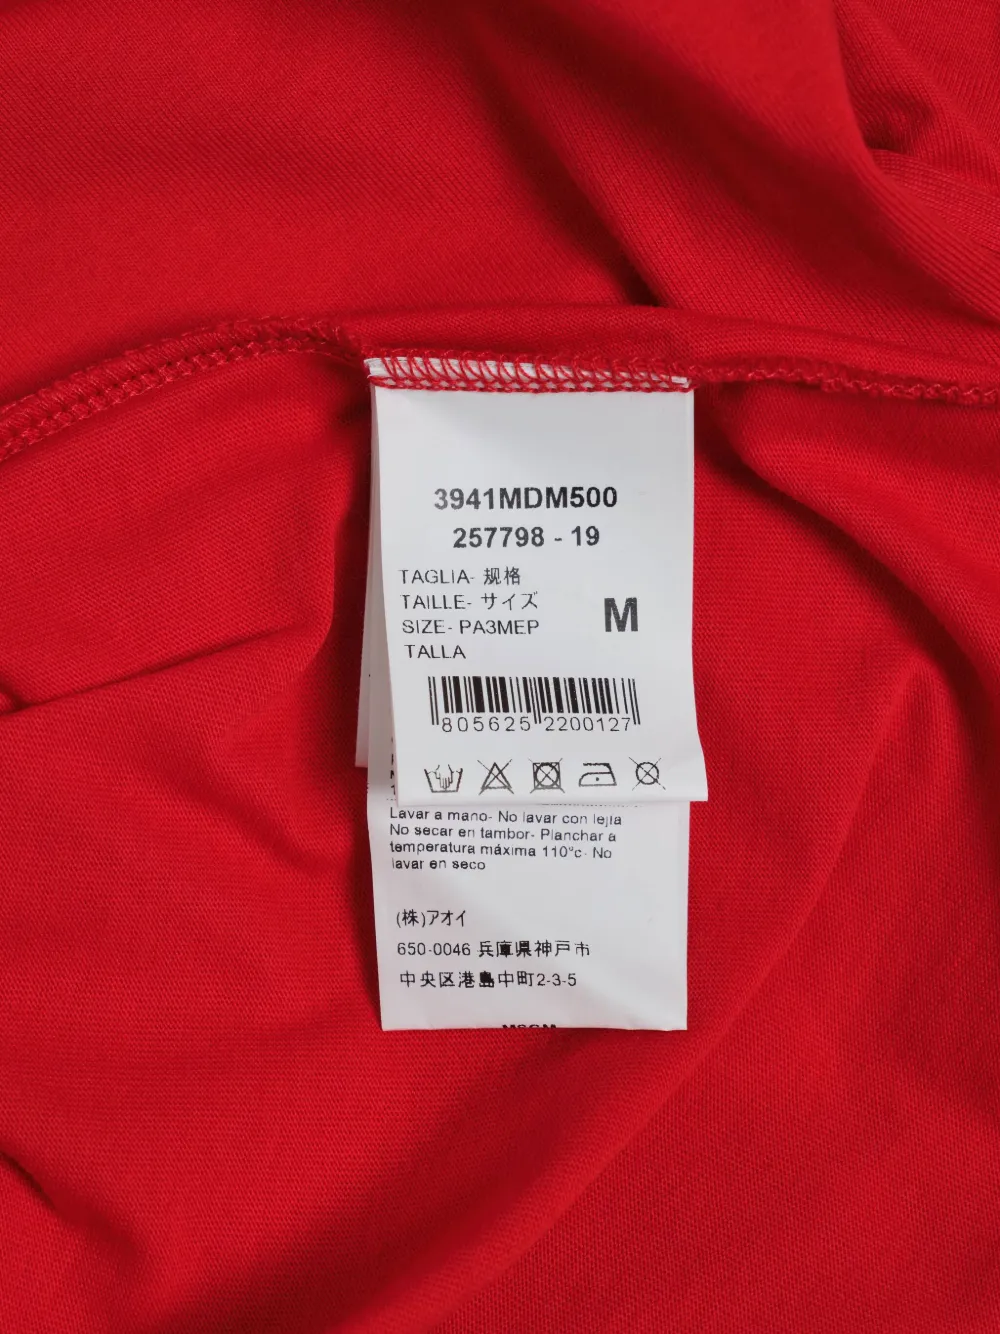 3941MDM500
257798 - 19
TAGLIA- 规格
TAILLE- サイズ
SIZE- PA3MEP
TALLA
M
805625 2200127
Lavar a mano- No lavar con lejia
No secar en tambor- Planchar a
temperatura máxima 110°c- No
lavar en seco
(株)アオイ
650-0046 兵庫県神戸市
中央区港島中町2-3-5